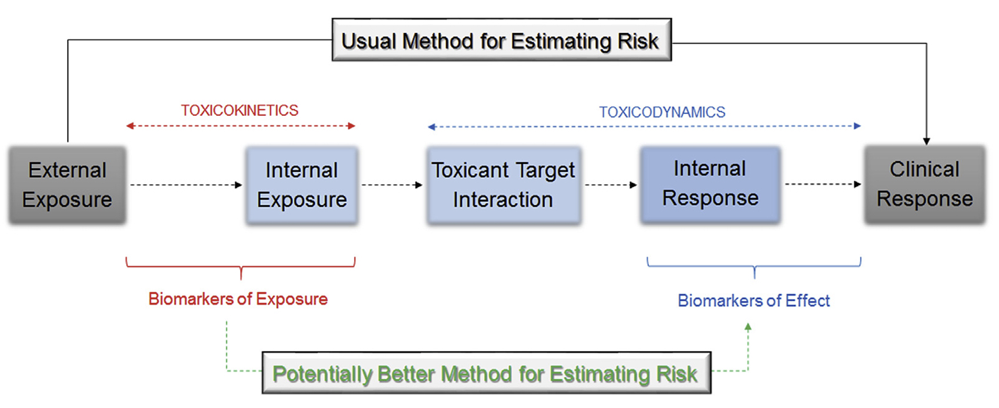 Usual Method for Estimating Risk
TOXICOKINETICS
TOXICODYNAMICS
External
Exposure
Internal
Exposure
Toxicant Target
Interaction
Internal
Response
Clinical
Response
Biomarkers of Exposure
Biomarkers of Effect
Potentially Better Method for Estimating Risk